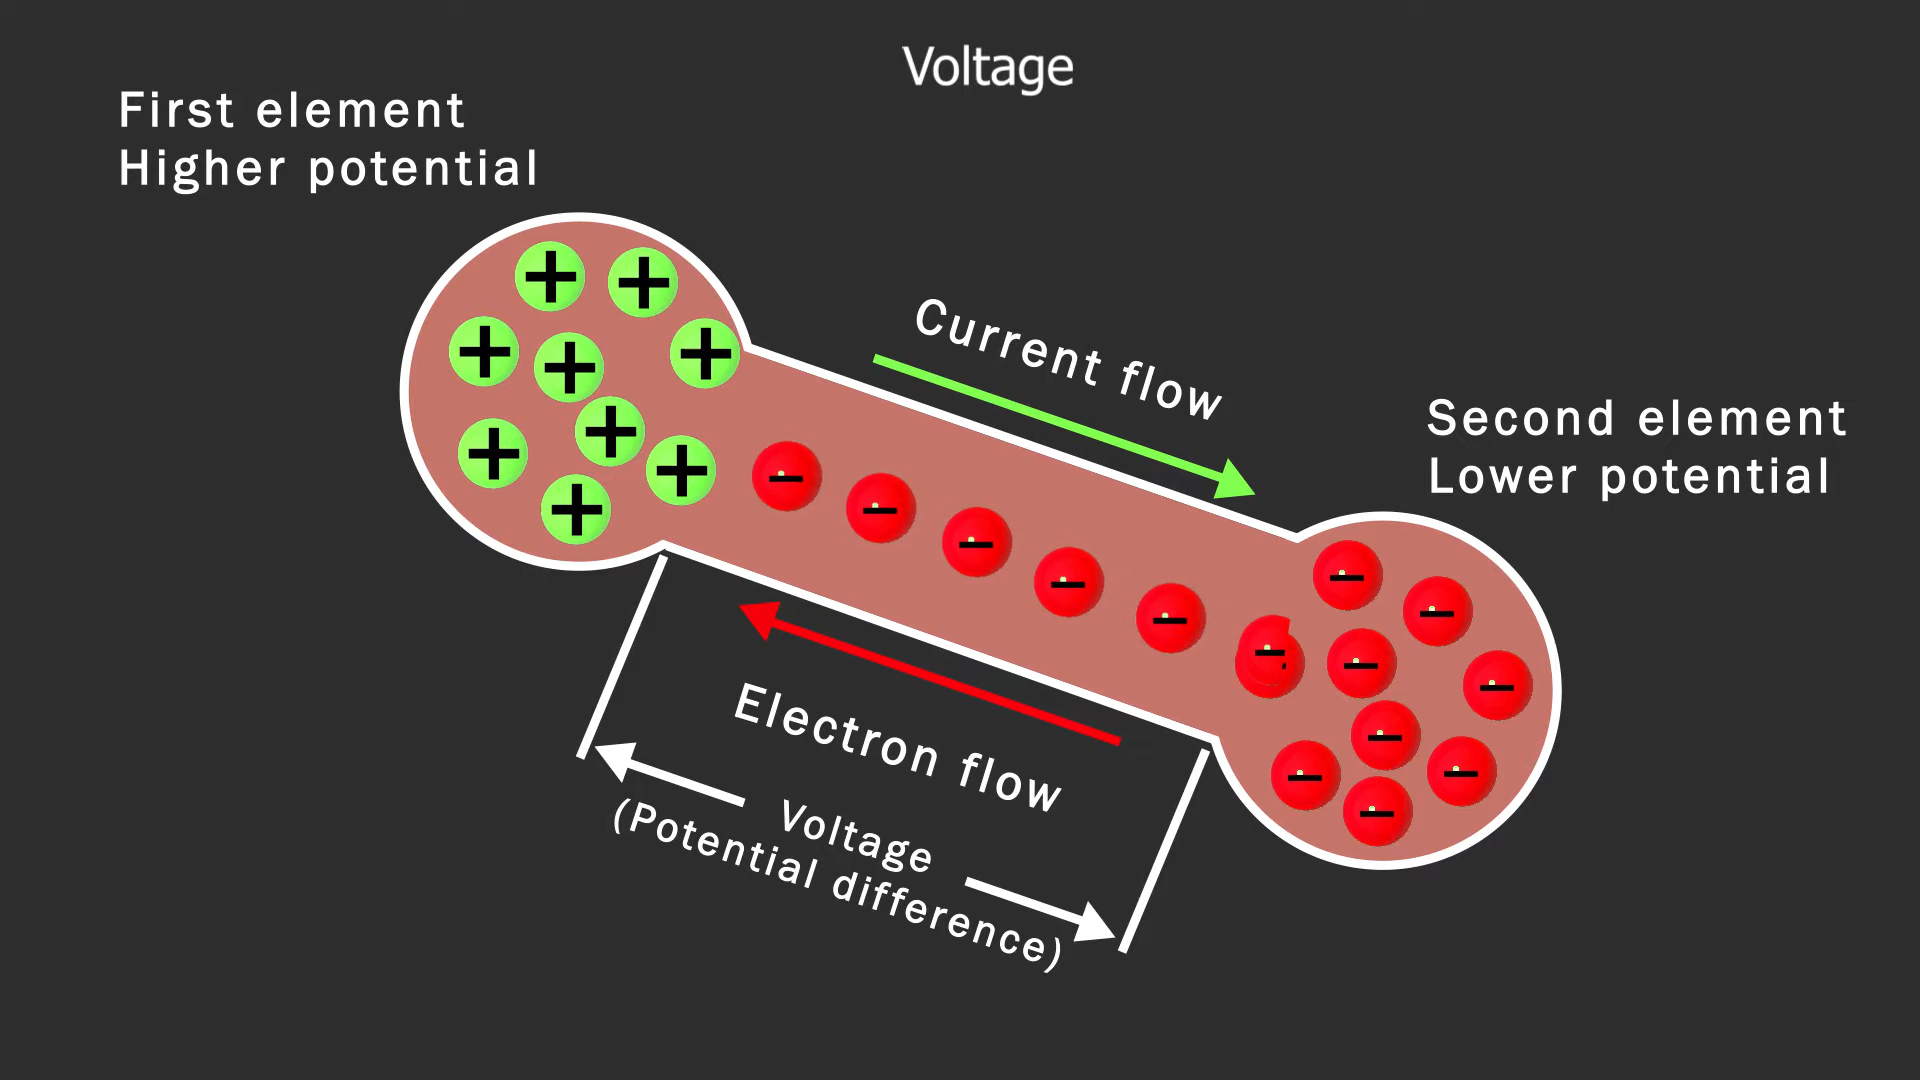 Voltage
First element
Higher potential
Current flow
Second element
Lower potential
Electron flow
Voltage
(Potential difference)